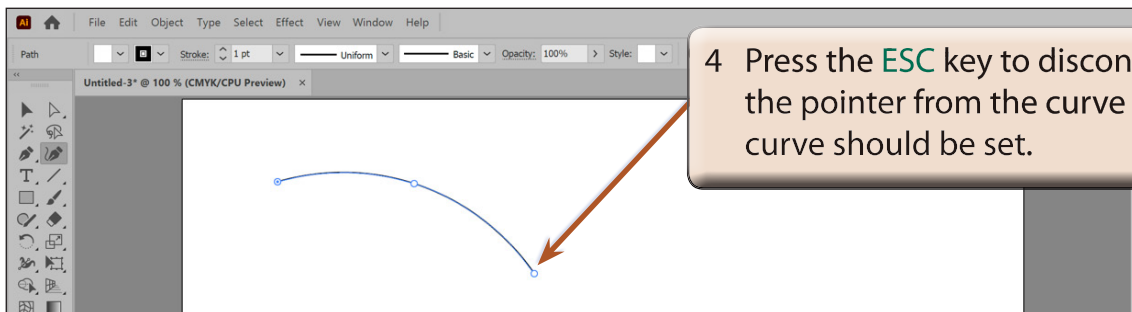 Ai File Edit Object Type Select Effect View Window Help
Path Stroke: 1 pt Uniform Basic Opacity: 100% Style:
Untitled-3* @ 100 % (CMYK/CPU Preview) ×
4 Press the ESC key to discon
the pointer from the curve
curve should be set.